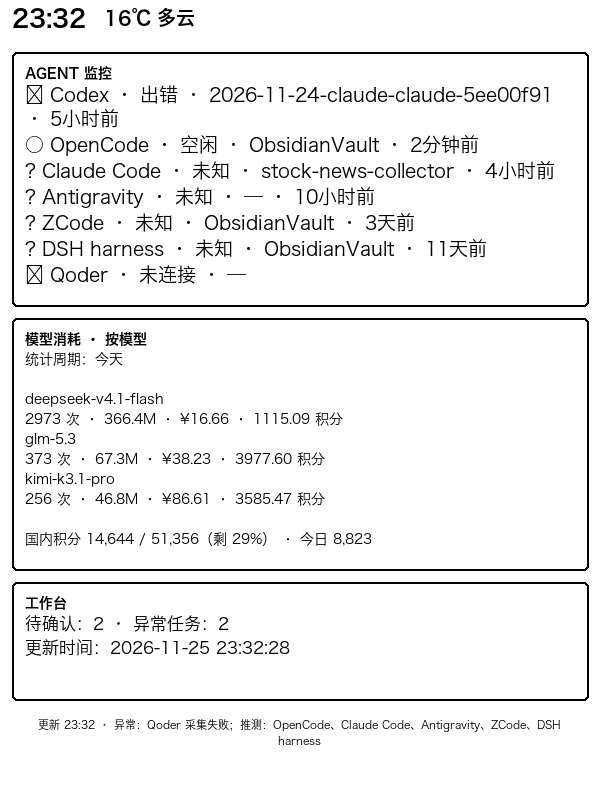 23:32 16℃ 多云
AGENT 监控
☒ Codex · 出错 · 2026-11-24-claude-claude-5ee00f91
· 5小时前
○ OpenCode · 空闲 · ObsidianVault · 2分钟前
? Claude Code · 未知 · stock-news-collector · 4小时前
? Antigravity · 未知 · — · 10小时前
? ZCode · 未知 · ObsidianVault · 3天前
? DSH harness · 未知 · ObsidianVault · 11天前
☒ Qoder · 未连接 · —
模型消耗 · 按模型
统计周期：今天
deepseek-v4.1-flash
2973 次 · 366.4M · ¥16.66 · 1115.09 积分
glm-5.3
373 次 · 67.3M · ¥38.23 · 3977.60 积分
kimi-k3.1-pro
256 次 · 46.8M · ¥86.61 · 3585.47 积分
国内积分 14,644 / 51,356（剩 29%） · 今日 8,823
工作台
待确认：2 · 异常任务：2
更新时间：2026-11-25 23:32:28
更新 23:32 · 异常：Qoder 采集失败；推测：OpenCode、Claude Code、Antigravity、ZCode、DSH
harness